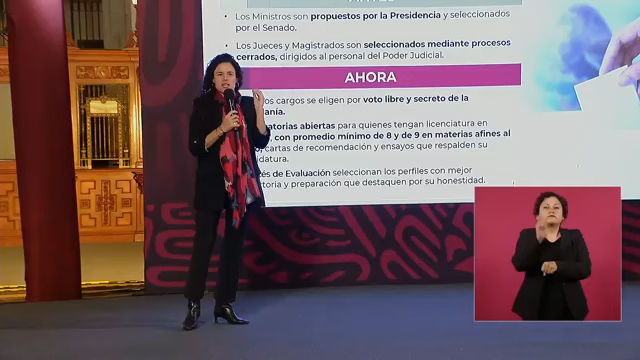 • Los Ministros son propuestos por la Presidencia y seleccionados
por el Senado.
• Los Jueces y Magistrados son seleccionados mediante procesos
cerrados, dirigidos al personal del Poder Judicial.
AHORA
cargos se eligen por voto libre y secreto de la
abiertas para quienes tengan licenciatura en
con promedio mínimo de 8 y de 9 en materias afines al
cartas de recomendación y ensayos que respalden su
de Evaluación seleccionan los perfiles con mejor
y preparación que destaquen por su honestidad.